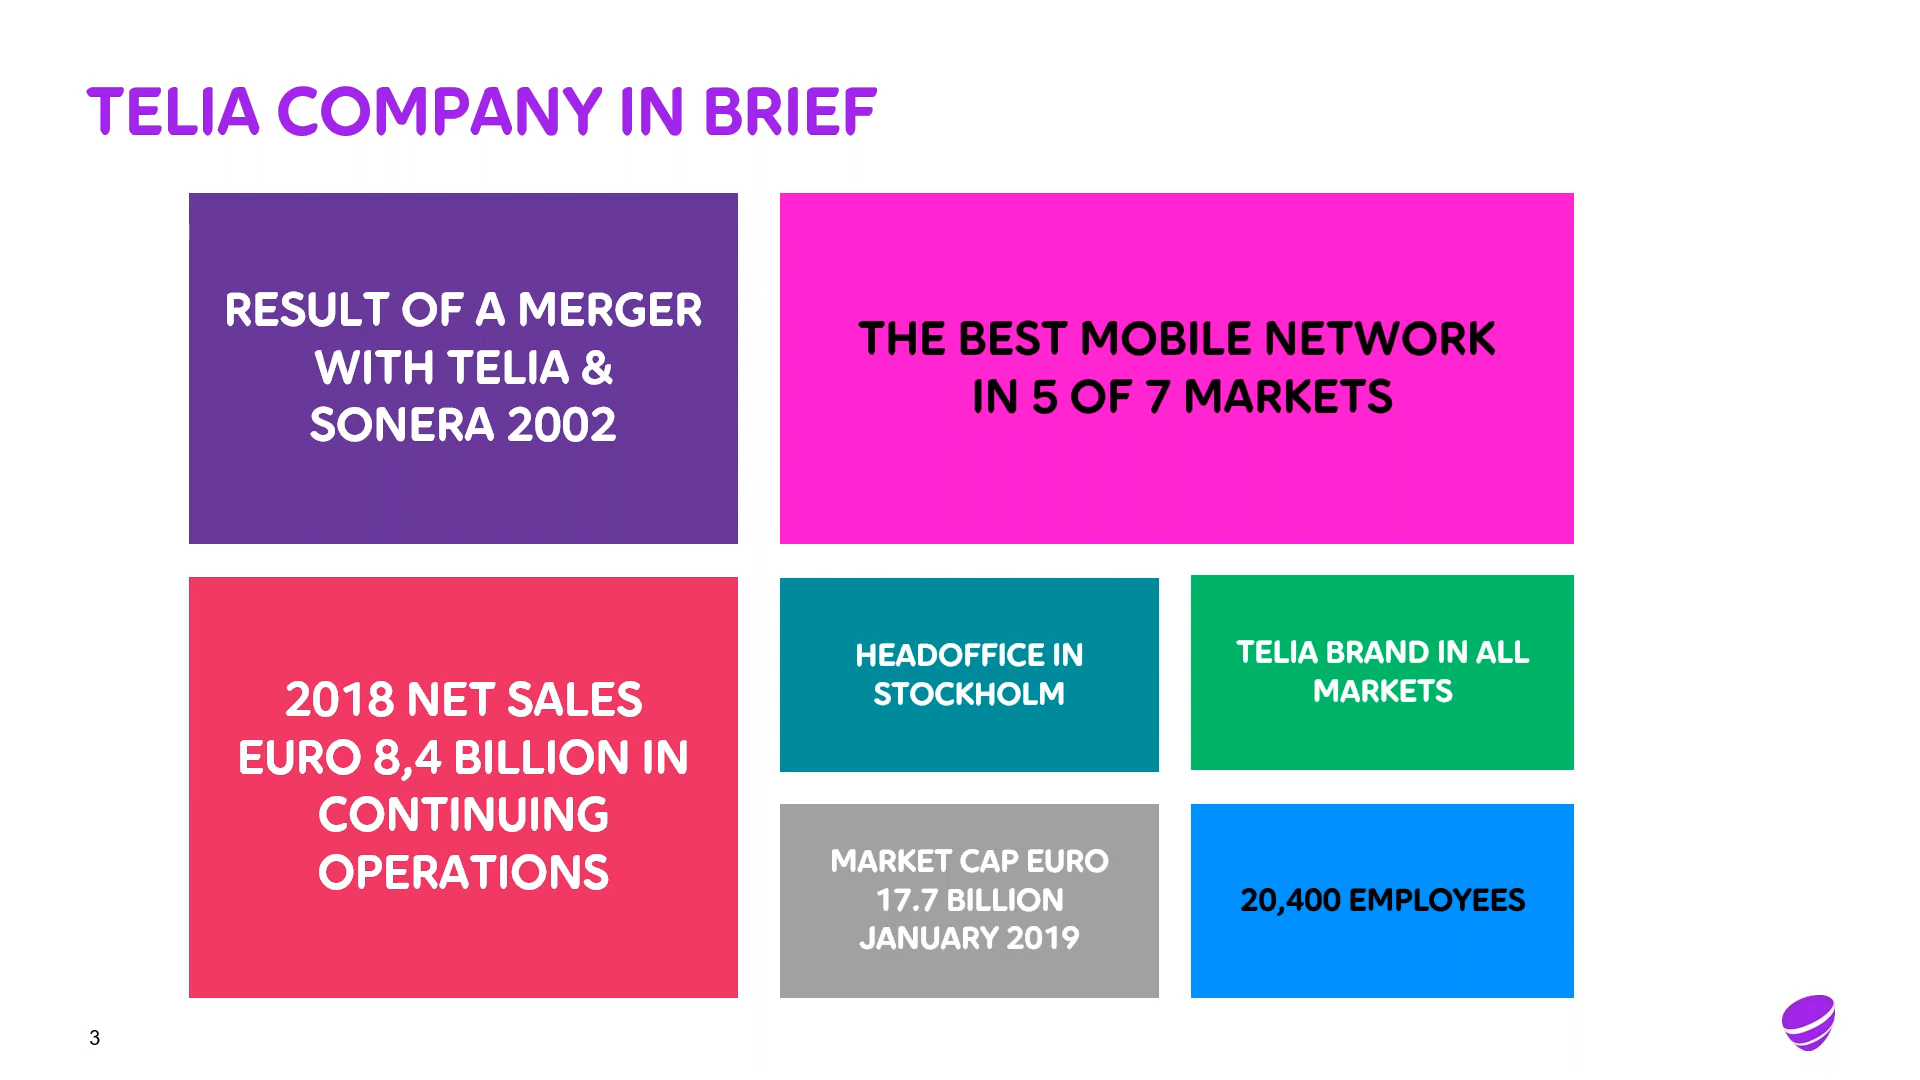 TELIA COMPANY IN BRIEF
RESULT OF A MERGER
WITH TELIA &
SONERA 2002
THE BEST MOBILE NETWORK
IN 5 OF 7 MARKETS
2018 NET SALES
EURO 8,4 BILLION IN
CONTINUING
OPERATIONS
HEADOFFICE IN
STOCKHOLM
TELIA BRAND IN ALL
MARKETS
MARKET CAP EURO
17.7 BILLION
JANUARY 2019
20,400 EMPLOYEES
3